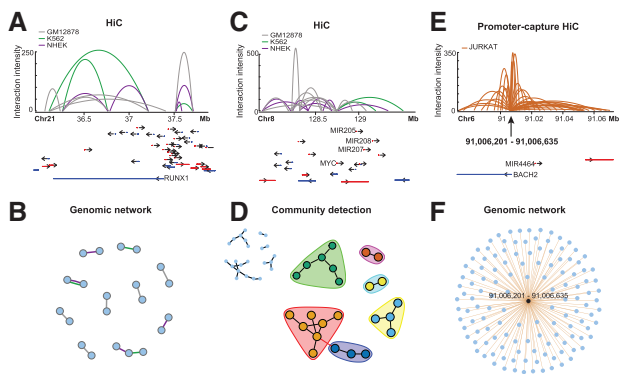 A
HiC
GM12878
K562
NHEK
Interaction intensity
250
0
Chr21
36.5
37
37.5
Mb
RUNX1
C
HiC
GM12878
K562
NHEK
Interaction intensity
500
0
Chr8
128.5
129
Mb
MIR205
MIR208
MIR207
MYC
E
Promoter-capture HiC
JURKAT
Interaction intensity
350
0
Chr6
91
91.02
91.04
91.06 Mb
91,006,201 - 91,006,635
MIR4464
BACH2
B
Genomic network
D
Community detection
F
Genomic network
91,006,201 - 91,006,635